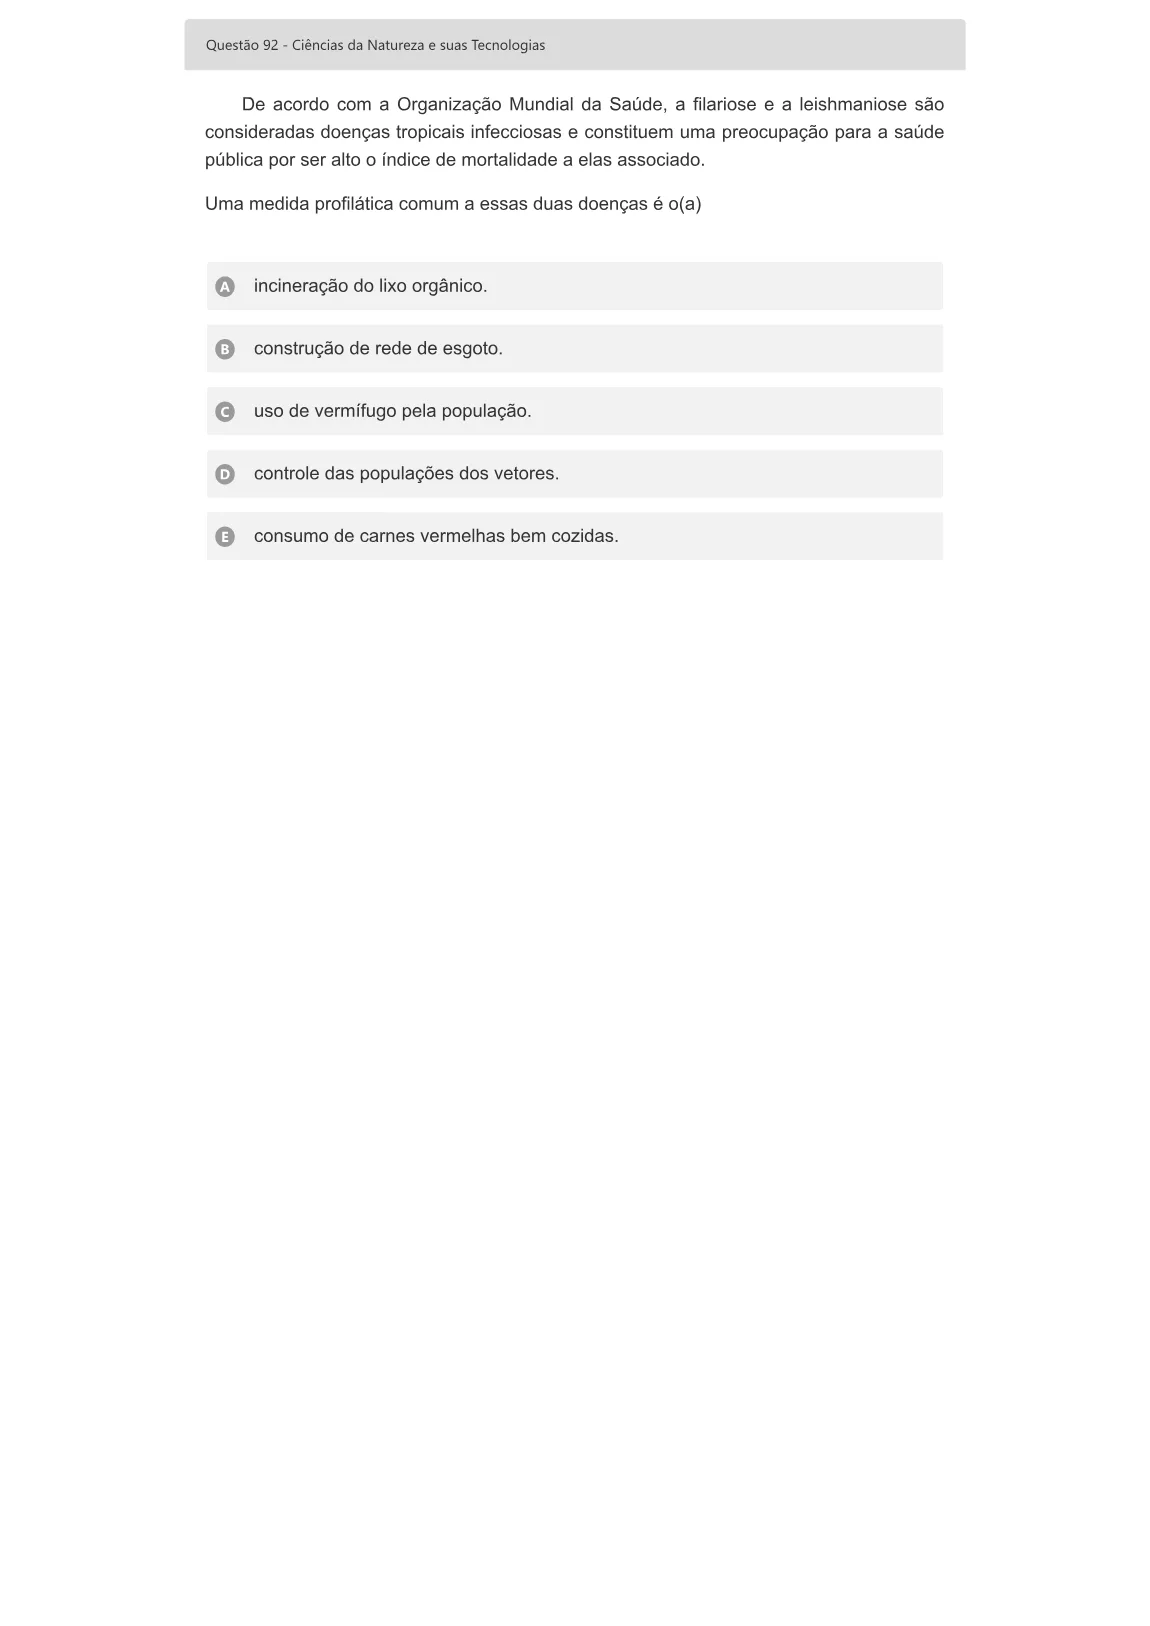 Questão 92 - Ciências da Natureza e suas Tecnologias
De acordo com a Organização Mundial da Saúde, a filariose e a leishmaniose são
consideradas doenças tropicais infecciosas e constituem uma preocupação para a saúde
pública por ser alto o índice de mortalidade a elas associado.
Uma medida profilática comum a essas duas doenças é o(a)
A incineração do lixo orgânico.
B construção de rede de esgoto.
C uso de vermífugo pela população.
D controle das populações dos vetores.
E consumo de carnes vermelhas bem cozidas.